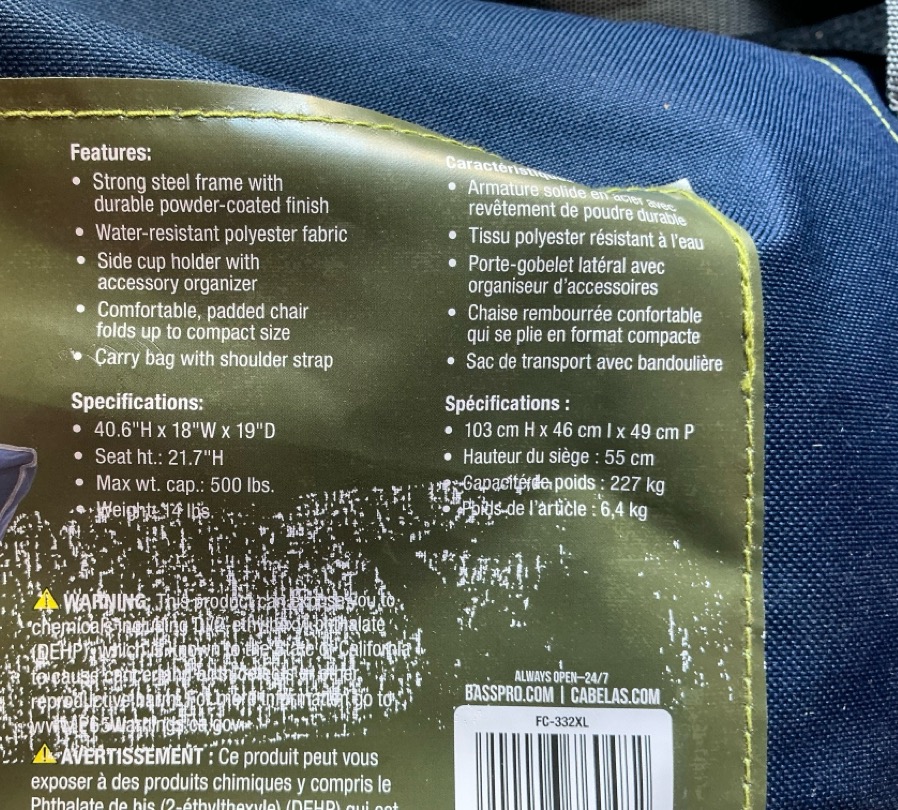 Features:
• Strong steel frame with
durable powder-coated finish
• Water-resistant polyester fabric
• Side cup holder with
accessory organizer
• Comfortable, padded chair
folds up to compact size
• Carry bag with shoulder strap
Specifications:
• 40.6"H x 18"W x 19"D
• Seat ht.: 21.7"H
• Max wt. cap.: 500 lbs.
• Weight: 14 lbs
⚠ WARNING: This product can expose you to
chemicals including
(DEHP), which known to the State of California
to cause cancer and
reproductive harm. For more information go to
⚠ AVERTISSEMENT : Ce produit peut vous
exposer à des produits chimiques y compris le
Phthalate de bis (2-éthylthexyle) (DEHP) qui est
• Armature solide en acier avec
revêtement de poudre durable
• Tissu polyester résistant à l'eau
• Porte-gobelet latéral avec
organiseur d'accessoires
• Chaise rembourrée confortable
qui se plie en format compacte
• Sac de transport avec bandoulière
Spécifications :
• 103 cm H x 46 cm l x 49 cm P
• Hauteur du siège : 55 cm
• Capacité de poids : 227 kg
• Poids de l'article : 6,4 kg
ALWAYS OPEN—24/7
BASSPRO.COM | CABELAS.COM
FC-332XL